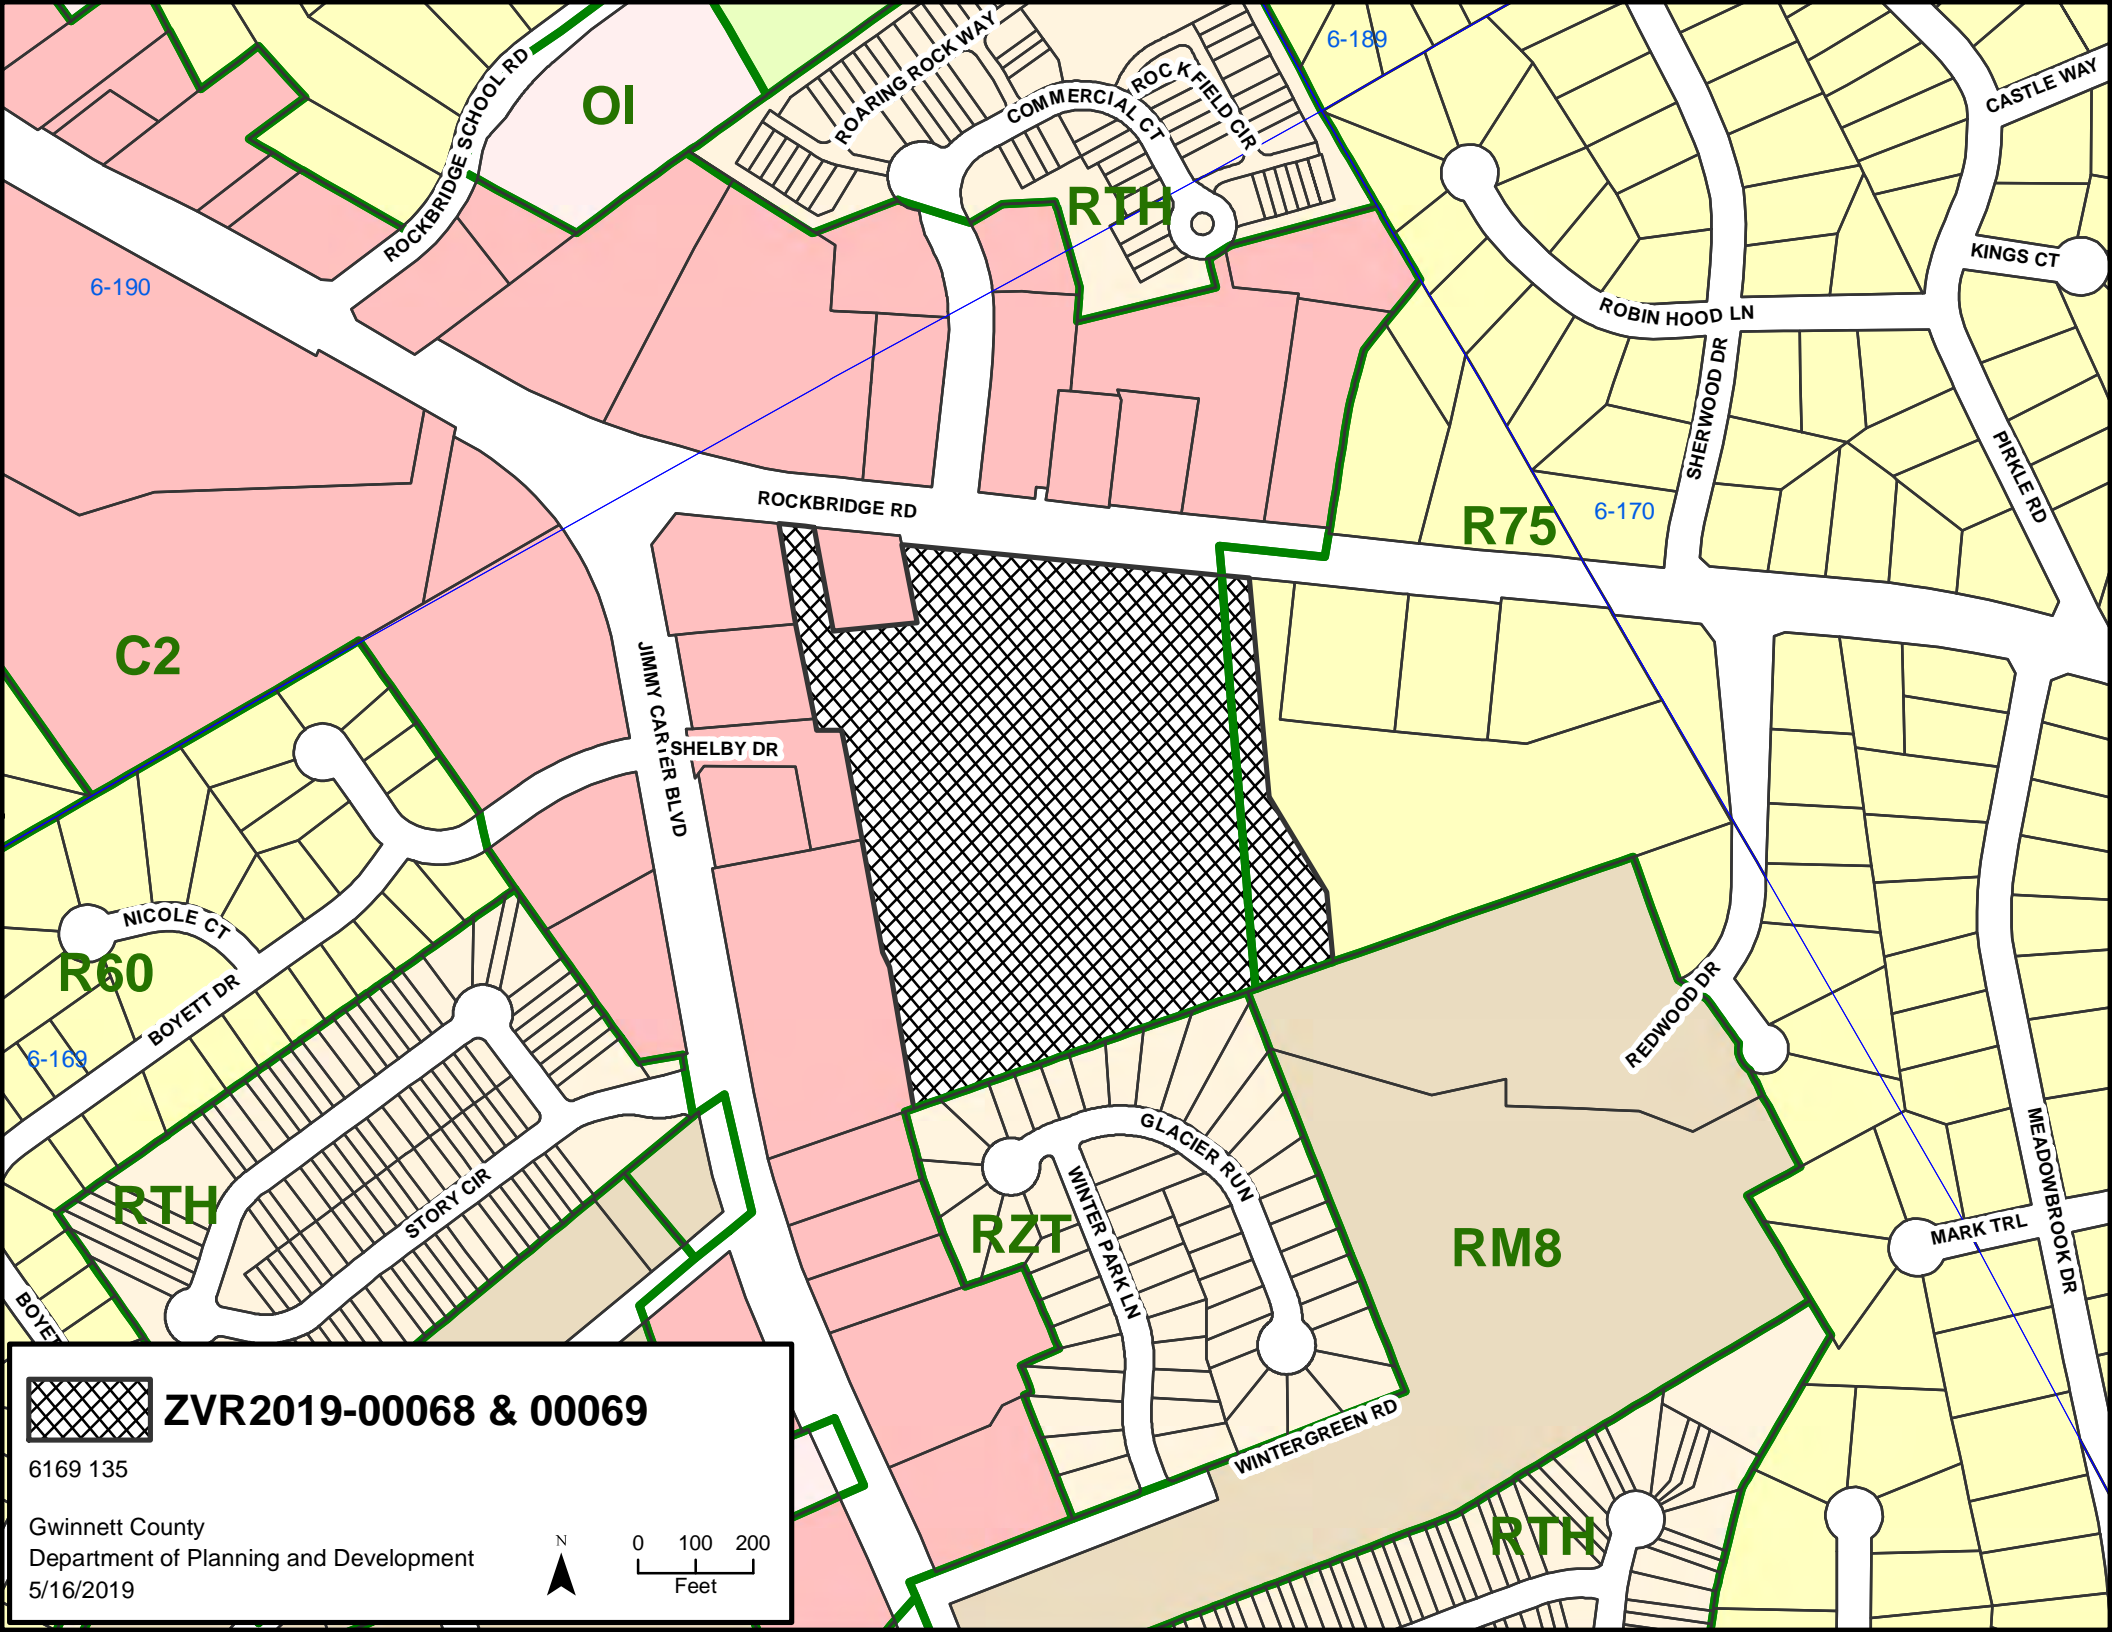 6-189
ROARING ROCK WAY
ROCKFIELD CIR
CASTLE WAY
ROCKBRIDGE SCHOOL RD
OI
COMMERCIAL CT
RTH
KINGS CT
6-190
ROBIN HOOD LN
SHERWOOD DR
PIRKLE RD
ROCKBRIDGE RD
R75
6-170
C2
JIMMY CARTER BLVD
SHELBY DR
NICOLE CT
R60
BOYETT DR
6-169
REDWOOD DR
GLACIER RUN
MEADOWBROOK DR
RTH
STORY CIR
WINTER PARK LN
RZT
RM8
MARK TRL
BOYET
WINTERGREEN RD
RTH
ZVR2019-00068 & 00069
6169 135
Gwinnett County
Department of Planning and Development
5/16/2019
N
0 100 200
Feet